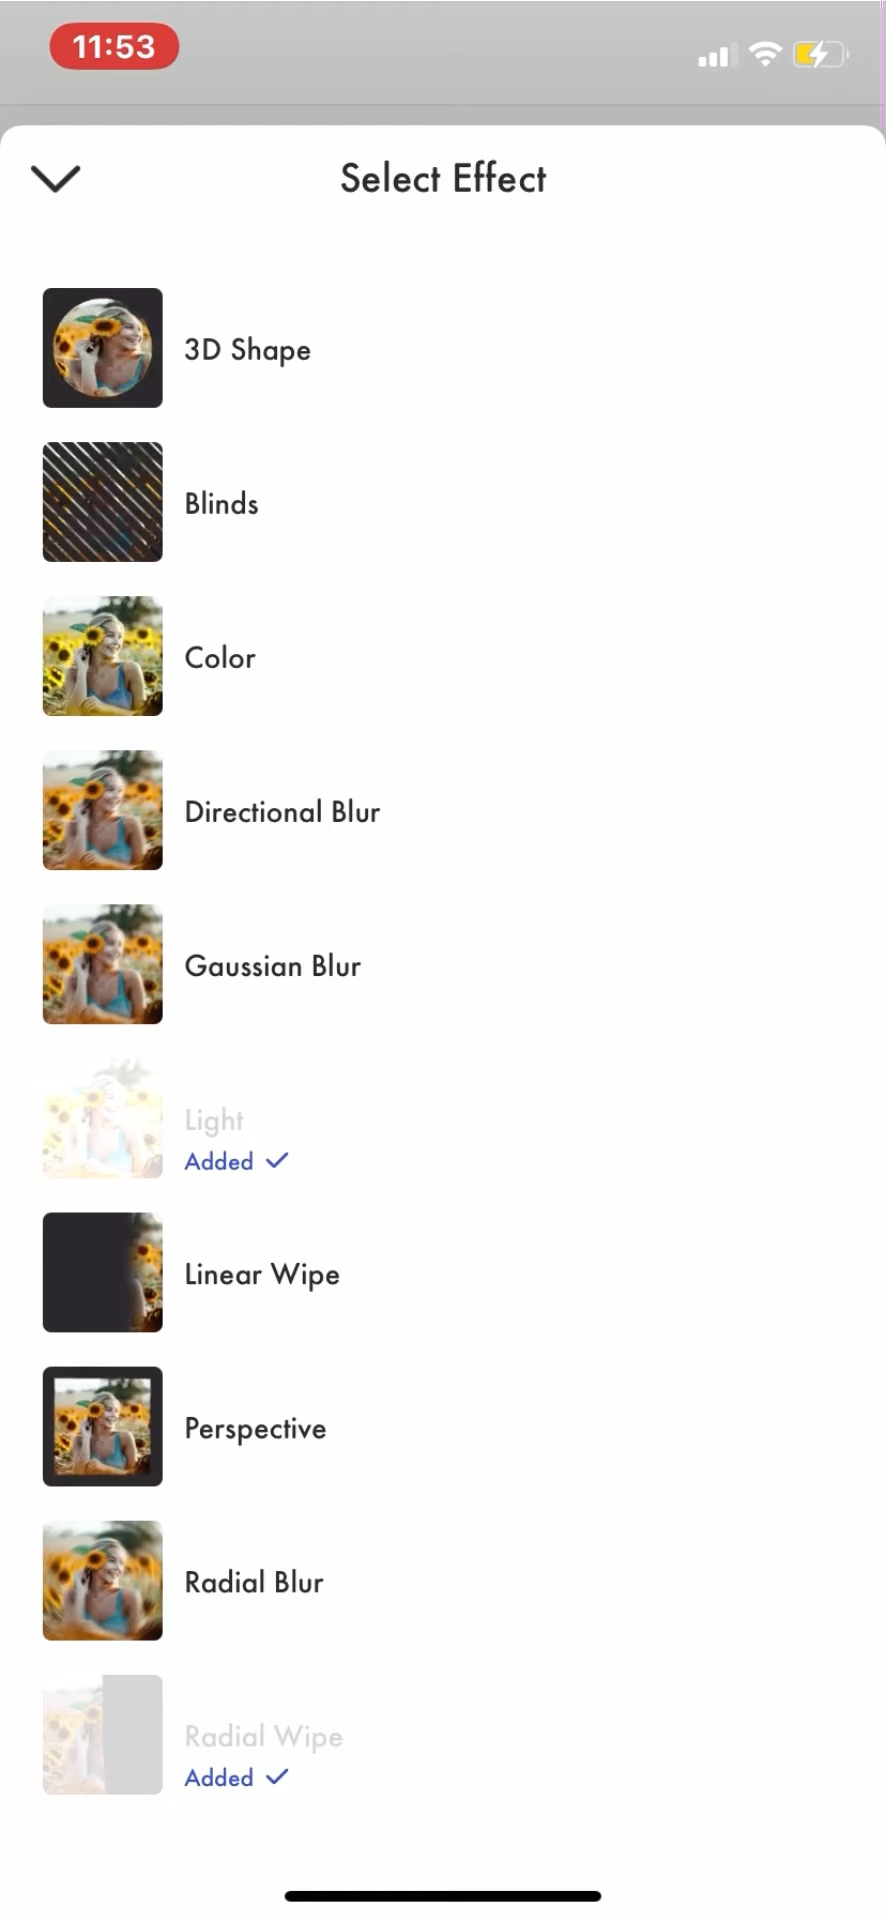 11:53
Select Effect
3D Shape
Blinds
Color
Directional Blur
Gaussian Blur
Light
Added
Linear Wipe
Perspective
Radial Blur
Radial Wipe
Added